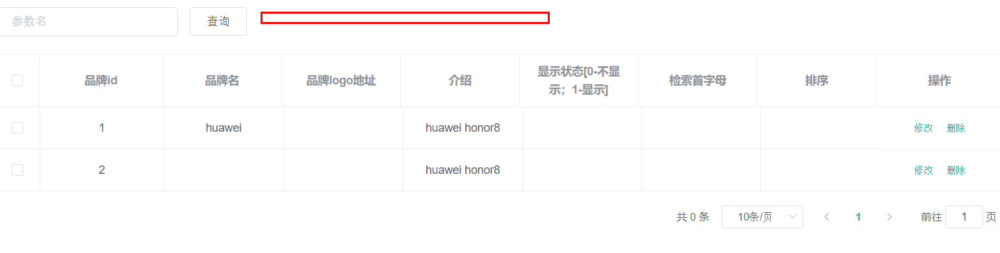 参数名 查询
品牌id 品牌名 品牌logo地址 介绍 显示状态[0-不显 检索首字母 排序 操作
示；1-显示]
1 huawei huawei honor8 修改 删除
2 huawei honor8 修改 删除
共 0 条 10条/页 1 前往 1 页